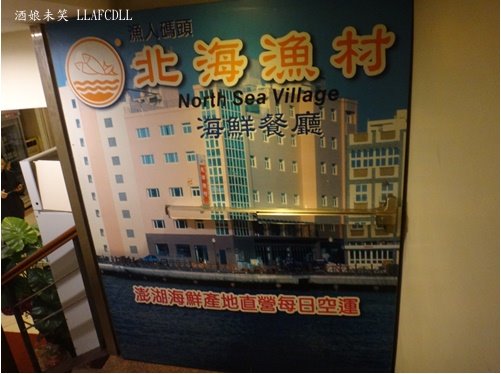 酒娘未笑 LLAFCDLL
漁人碼頭
北海漁村
North Sea Village
海鮮餐廳
澎湖海鮮產地直營每日空運